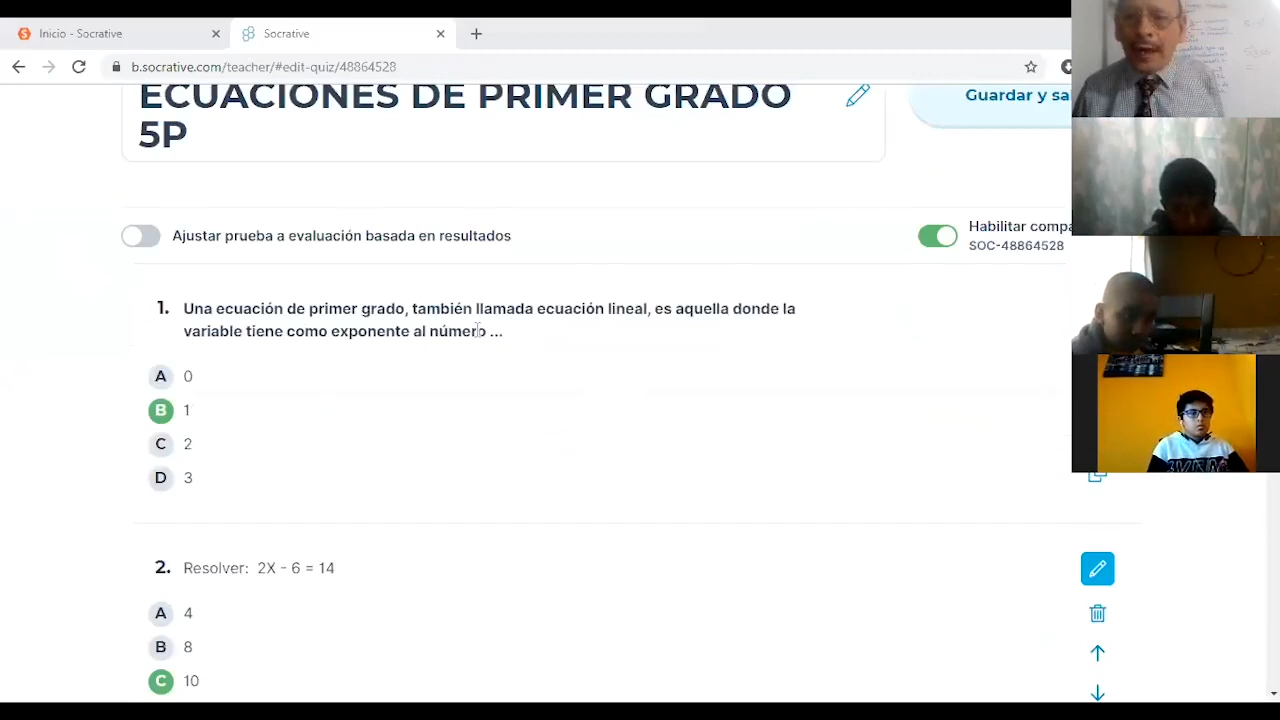 Inicio - Socrative
Socrative
b.socrative.com/teacher/#edit-quiz/48864528
ECUACIONES DE PRIMER GRADO
5P
Guardar y sa
Ajustar prueba a evaluación basada en resultados
Habilitar compa
SOC-48864528
1. Una ecuación de primer grado, también llamada ecuación lineal, es aquella donde la
variable tiene como exponente al número ...
A 0
B 1
C 2
D 3
2. Resolver: 2X - 6 = 14
A 4
B 8
C 10